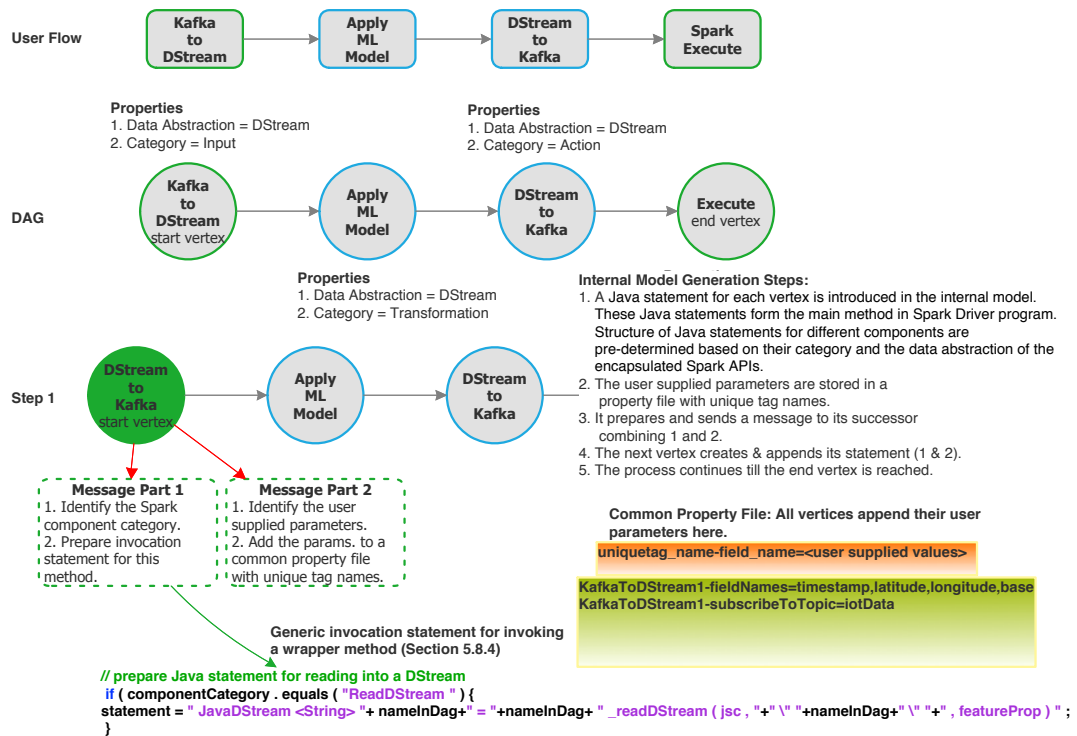 User Flow
Kafka
to
DStream
Apply
ML
Model
DStream
to
Kafka
Spark
Execute
Properties
1. Data Abstraction = DStream
2. Category = Input
Properties
1. Data Abstraction = DStream
2. Category = Action
DAG
Kafka
to
DStream
start vertex
Apply
ML
Model
DStream
to
Kafka
Execute
end vertex
Properties
1. Data Abstraction = DStream
2. Category = Transformation
Internal Model Generation Steps:
1. A Java statement for each vertex is introduced in the internal model.
These Java statements form the main method in Spark Driver program.
Structure of Java statements for different components are
pre-determined based on their category and the data abstraction of the
encapsulated Spark APIs.
2. The user supplied parameters are stored in a
property file with unique tag names.
3. It prepares and sends a message to its successor
combining 1 and 2.
4. The next vertex creates & appends its statement (1 & 2).
5. The process continues till the end vertex is reached.
Step 1
DStream
to
Kafka
start vertex
Apply
ML
Model
DStream
to
Kafka
Message Part 1
1. Identify the Spark
component category.
2. Prepare invocation
statement for this
method.
Message Part 2
1. Identify the user
supplied parameters.
2. Add the params. to a
common property file
with unique tag names.
Common Property File: All vertices append their user
parameters here.
uniquetag_name-field_name=<user supplied values>
KafkaToDStream1-fieldNames=timestamp,latitude,longitude,base
KafkaToDStream1-subscribeToTopic=iotData
Generic invocation statement for invoking
a wrapper method (Section 5.8.4)
// prepare Java statement for reading into a DStream
if ( componentCategory . equals ( "ReadDStream " ) {
statement = " JavaDStream <String> "+ nameInDag+" = "+nameInDag+ " _readDStream ( jsc , "+" \" "+nameInDag+" \" "+" , featureProp ) " ;
}